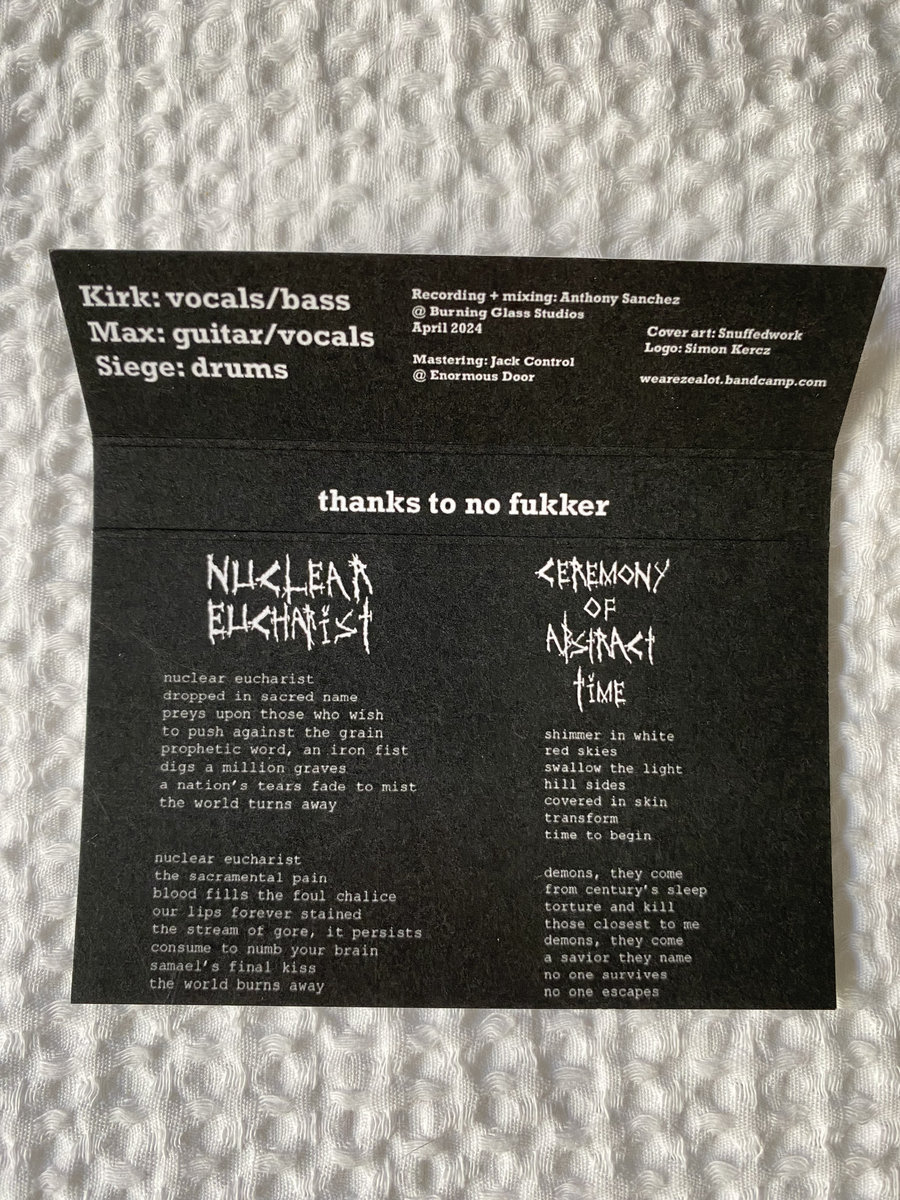 Kirk: vocals/bass
Max: guitar/vocals
Siege: drums
Recording + mixing: Anthony Sanchez
@ Burning Glass Studios
April 2024
Mastering: Jack Control
@ Enormous Door
Cover art: Snuffedwork
Logo: Simon Kercz
wearezealot.bandcamp.com
thanks to no fukker
NUCLEAR
EUCHARIST
nuclear eucharist
dropped in sacred name
preys upon those who wish
to push against the grain
prophetic word, an iron fist
digs a million graves
a nation's tears fade to mist
the world turns away
nuclear eucharist
the sacramental pain
blood fills the foul chalice
our lips forever stained
the stream of gore, it persists
consume to numb your brain
samael's final kiss
the world burns away
CEREMONY
OF
ABSTRACT
TIME
shimmer in white
red skies
swallow the light
hill sides
covered in skin
transform
time to begin
demons, they come
from century's sleep
torture and kill
those closest to me
demons, they come
a savior they name
no one survives
no one escapes